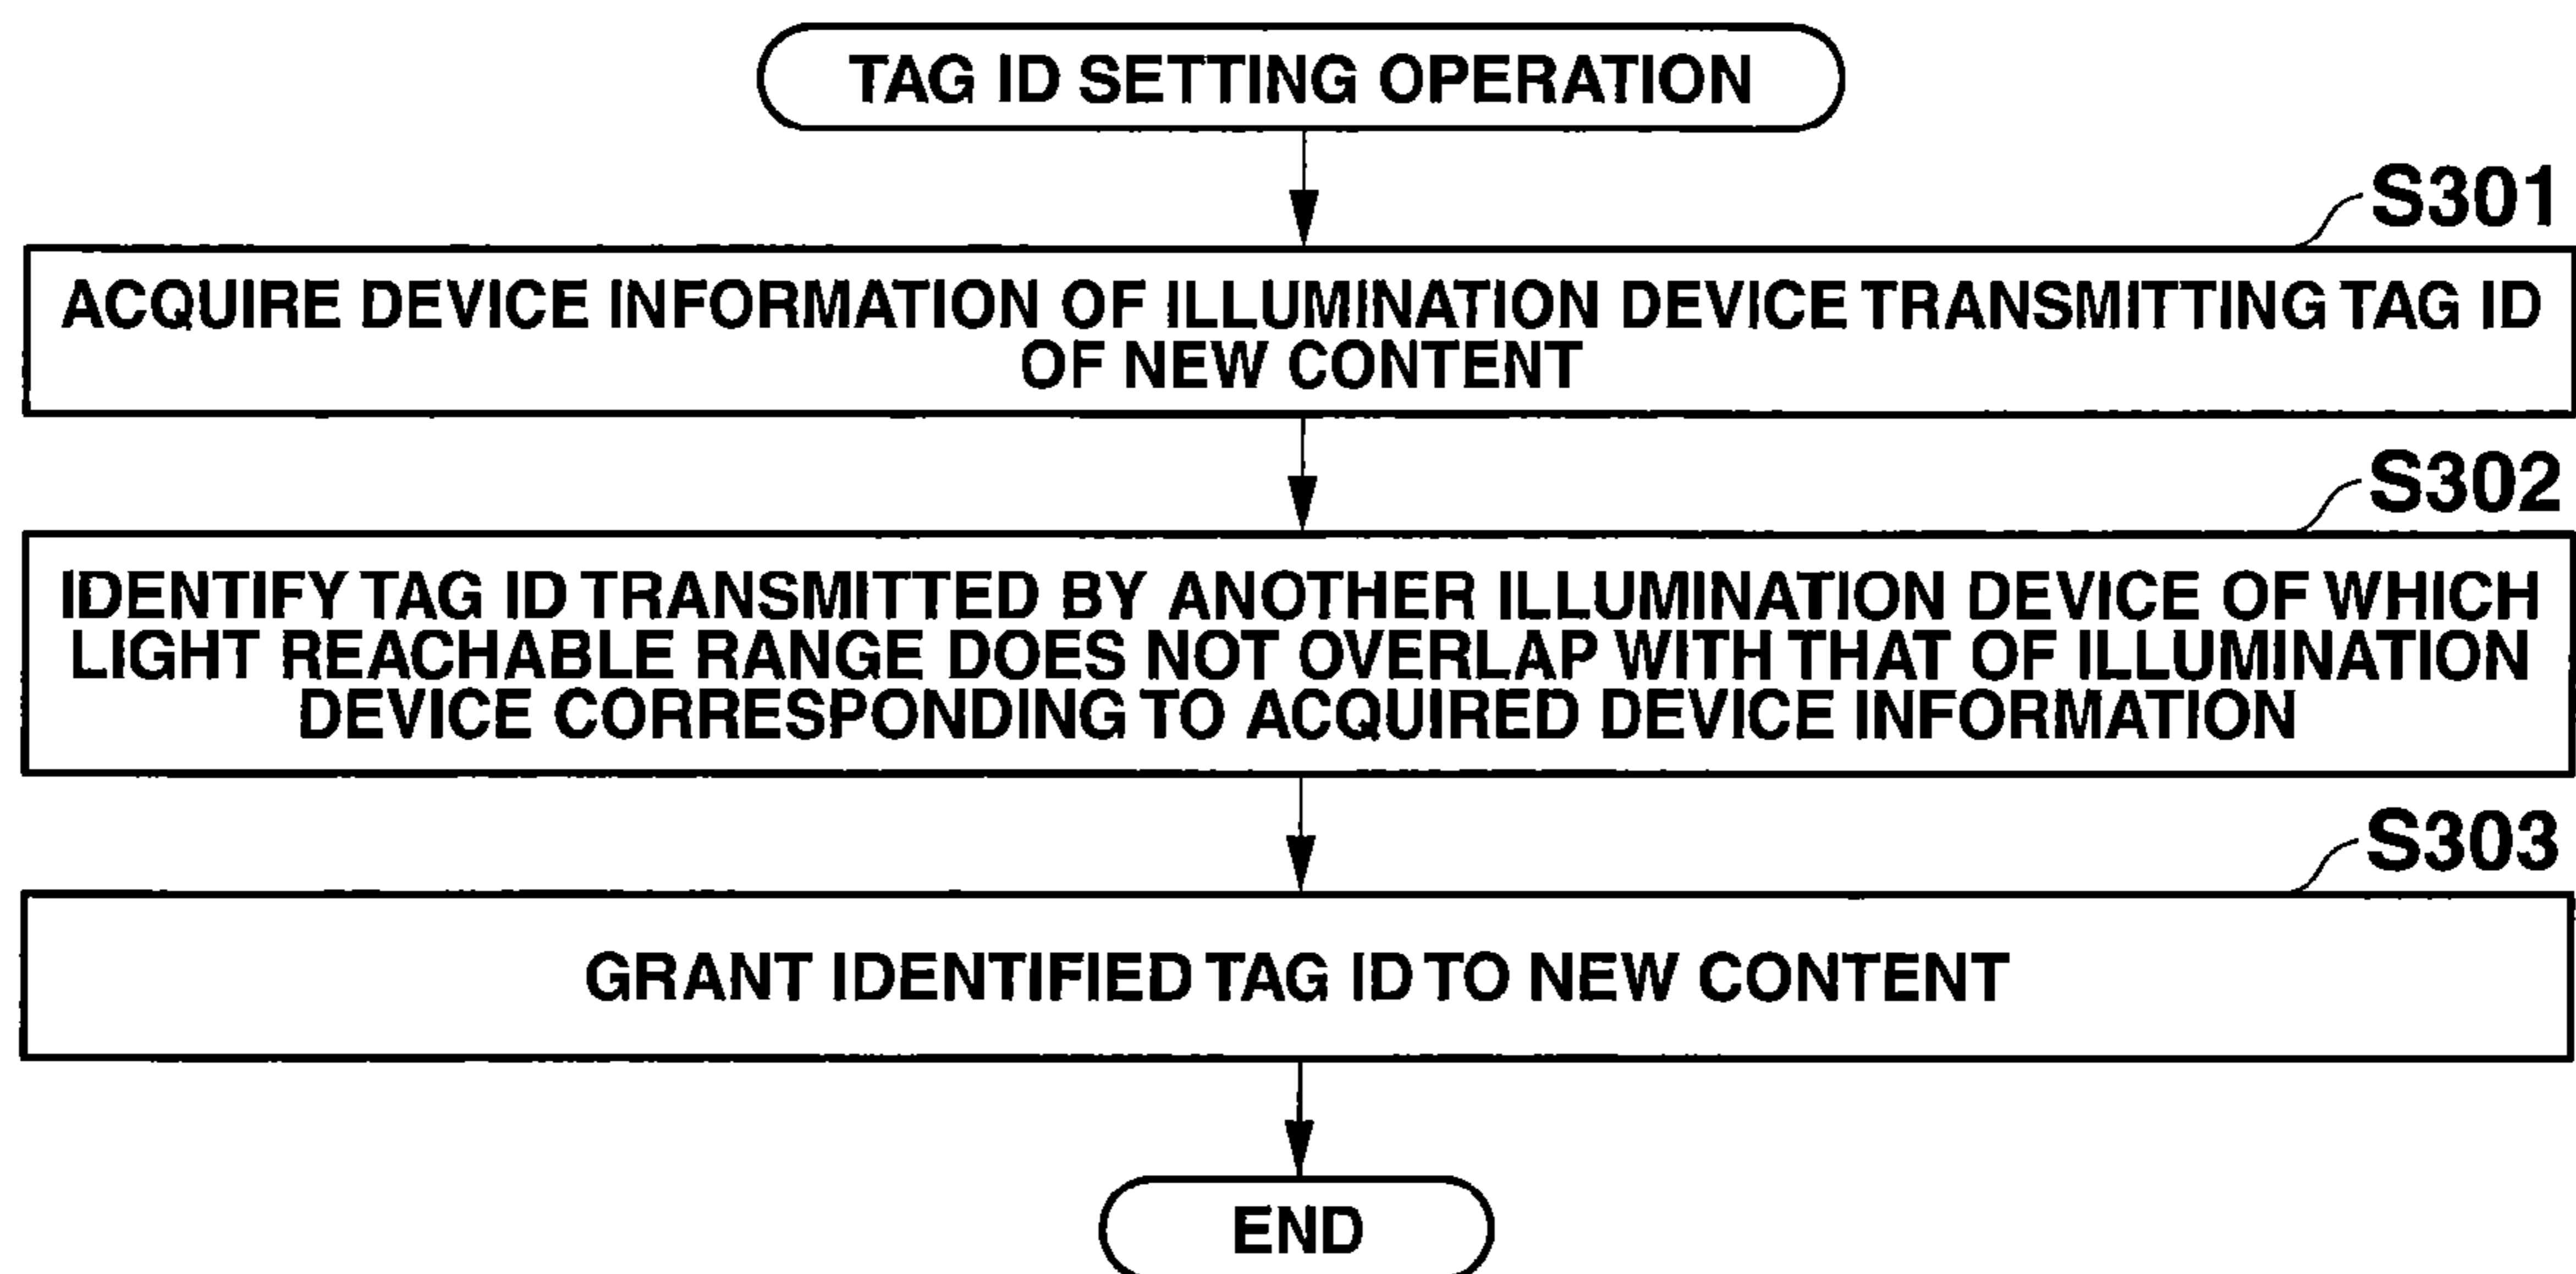 TAG ID SETTING OPERATION
S301
ACQUIRE DEVICE INFORMATION OF ILLUMINATION DEVICE TRANSMITTING TAG ID
OF NEW CONTENT
S302
IDENTIFY TAG ID TRANSMITTED BY ANOTHER ILLUMINATION DEVICE OF WHICH
LIGHT REACHABLE RANGE DOES NOT OVERLAP WITH THAT OF ILLUMINATION
DEVICE CORRESPONDING TO ACQUIRED DEVICE INFORMATION
S303
GRANT IDENTIFIED TAG ID TO NEW CONTENT
END